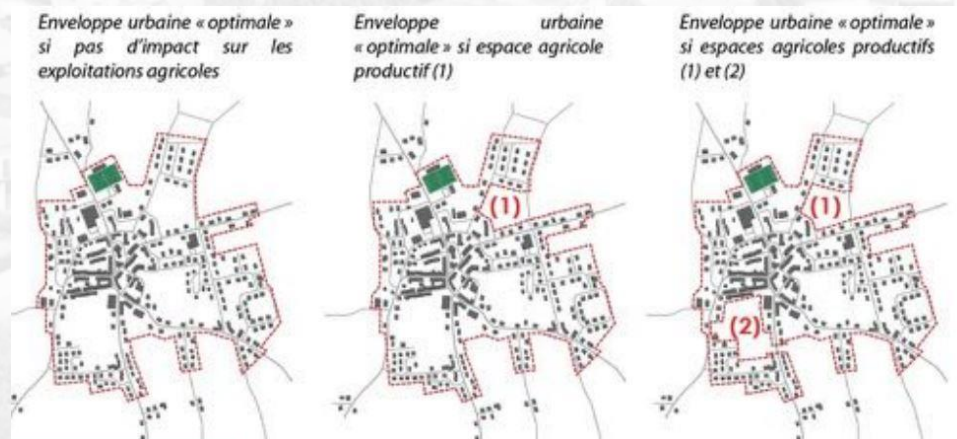 Enveloppe urbaine « optimale »
si pas d'impact sur les
exploitations agricoles
Enveloppe urbaine
« optimale » si espace agricole
productif (1)
Enveloppe urbaine « optimale »
si espaces agricoles productifs
(1) et (2)
(1)
(1)
(2)